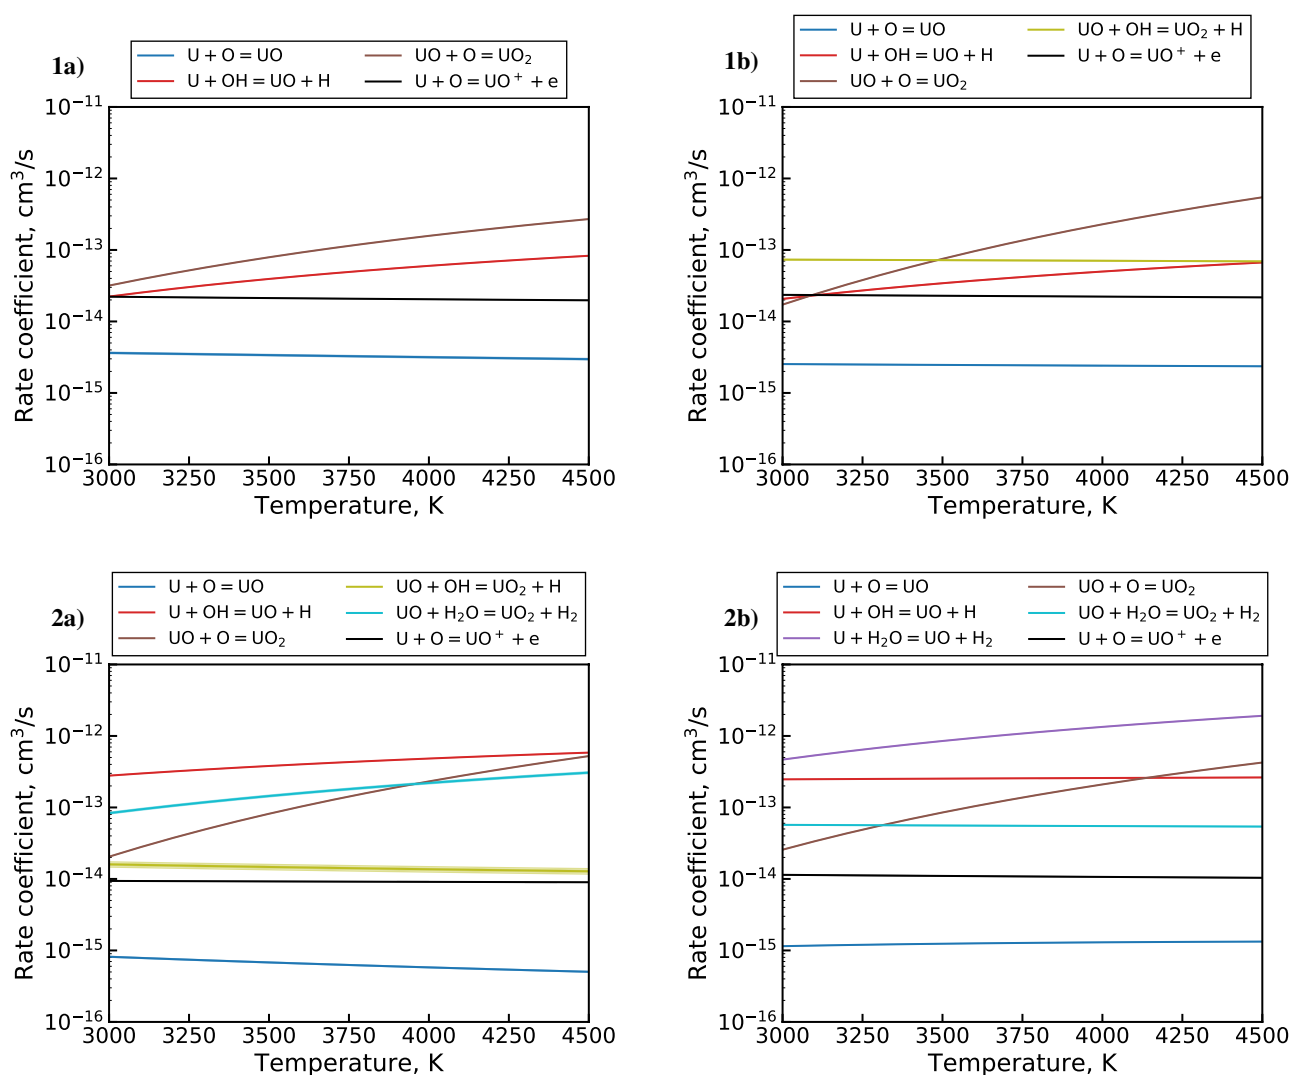 1a)
U + O = UO
U + OH = UO + H
UO + O = UO₂
U + O = UO⁺ + e
10⁻¹¹
10⁻¹²
10⁻¹³
10⁻¹⁴
10⁻¹⁵
10⁻¹⁶
Rate coefficient, cm³/s
3000 3250 3500 3750 4000 4250 4500
Temperature, K
1b)
U + O = UO
U + OH = UO + H
UO + O = UO₂
UO + OH = UO₂ + H
U + O = UO⁺ + e
10⁻¹¹
10⁻¹²
10⁻¹³
10⁻¹⁴
10⁻¹⁵
10⁻¹⁶
Rate coefficient, cm³/s
3000 3250 3500 3750 4000 4250 4500
Temperature, K
2a)
U + O = UO
U + OH = UO + H
UO + O = UO₂
UO + OH = UO₂ + H
UO + H₂O = UO₂ + H₂
U + O = UO⁺ + e
10⁻¹¹
10⁻¹²
10⁻¹³
10⁻¹⁴
10⁻¹⁵
10⁻¹⁶
Rate coefficient, cm³/s
3000 3250 3500 3750 4000 4250 4500
Temperature, K
2b)
U + O = UO
U + OH = UO + H
U + H₂O = UO + H₂
UO + O = UO₂
UO + H₂O = UO₂ + H₂
U + O = UO⁺ + e
10⁻¹¹
10⁻¹²
10⁻¹³
10⁻¹⁴
10⁻¹⁵
10⁻¹⁶
Rate coefficient, cm³/s
3000 3250 3500 3750 4000 4250 4500
Temperature, K